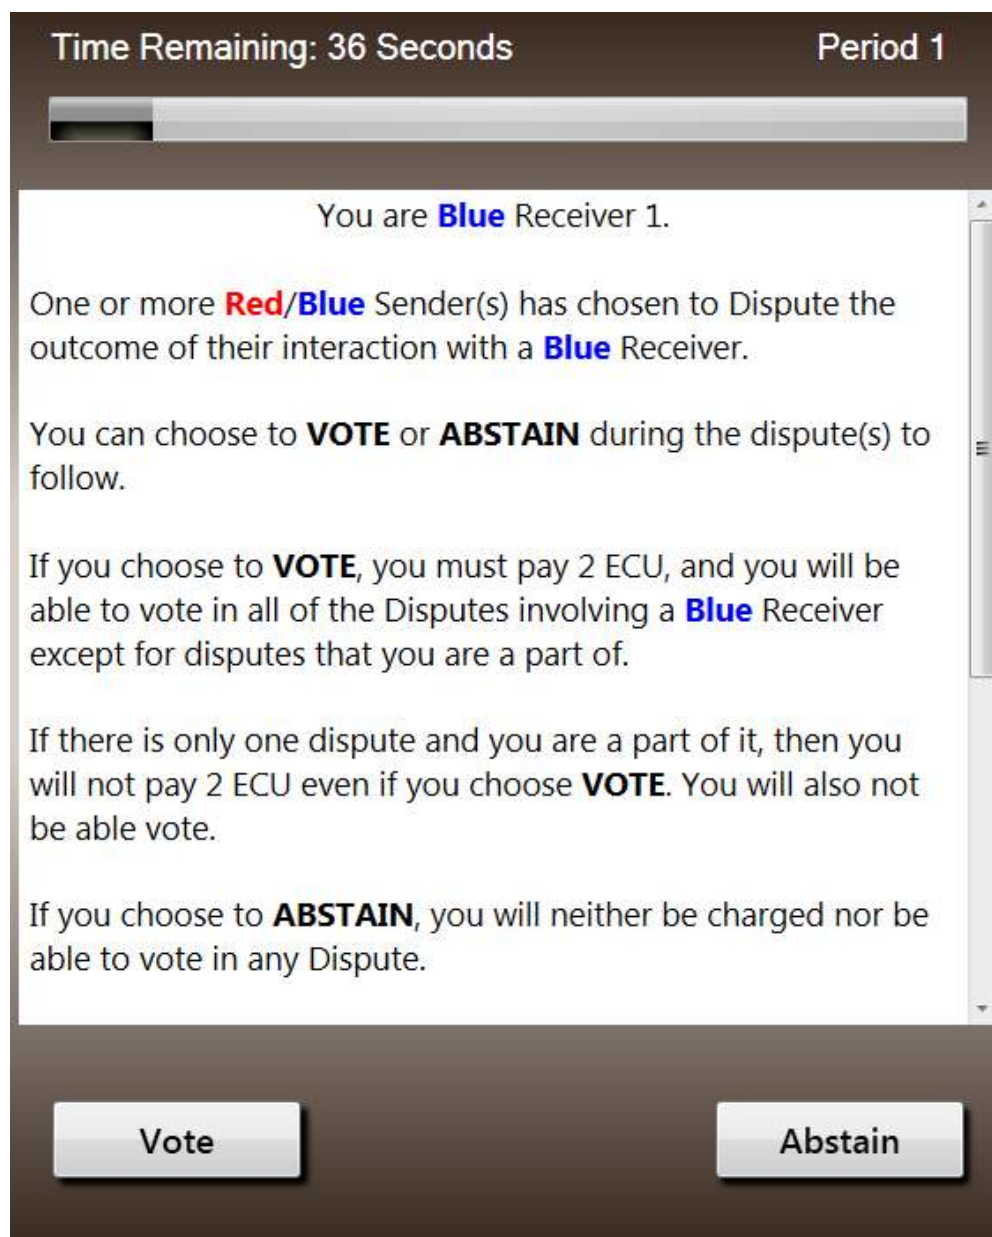 Time Remaining: 36 Seconds
Period 1
You are Blue Receiver 1.
One or more Red/Blue Sender(s) has chosen to Dispute the
outcome of their interaction with a Blue Receiver.
You can choose to VOTE or ABSTAIN during the dispute(s) to
follow.
If you choose to VOTE, you must pay 2 ECU, and you will be
able to vote in all of the Disputes involving a Blue Receiver
except for disputes that you are a part of.
If there is only one dispute and you are a part of it, then you
will not pay 2 ECU even if you choose VOTE. You will also not
be able vote.
If you choose to ABSTAIN, you will neither be charged nor be
able to vote in any Dispute.
Vote
Abstain